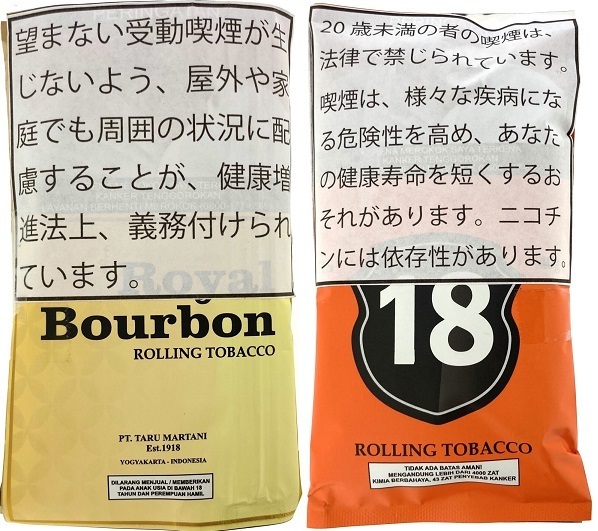 望まない受動喫煙が生
じないよう、屋外や家
庭でも周囲の状況に配
慮することが、健康増
進法上、義務付けられ
ています。
Royal
Bourbon
ROLLING TOBACCO
PT. TARU MARTANI
Est.1918
YOGYAKARTA - INDONESIA
DILARANG MENJUAL / MEMBERIKAN
PADA ANAK USIA DI BAWAH 18
TAHUN DAN PEREMPUAN HAMIL
20 歳未満の者の喫煙は、
法律で禁じられています。
喫煙は、様々な疾病にな
る危険性を高め、あなた
の健康寿命を短くするお
それがあります。ニコチ
ンには依存性があります。
18
ROLLING TOBACCO
TIDAK ADA BATAS AMAN!
MENGANDUNG LEBIH DARI 4000 ZAT
KIMIA BERBAHAYA, 43 ZAT PENYEBAB KANKER